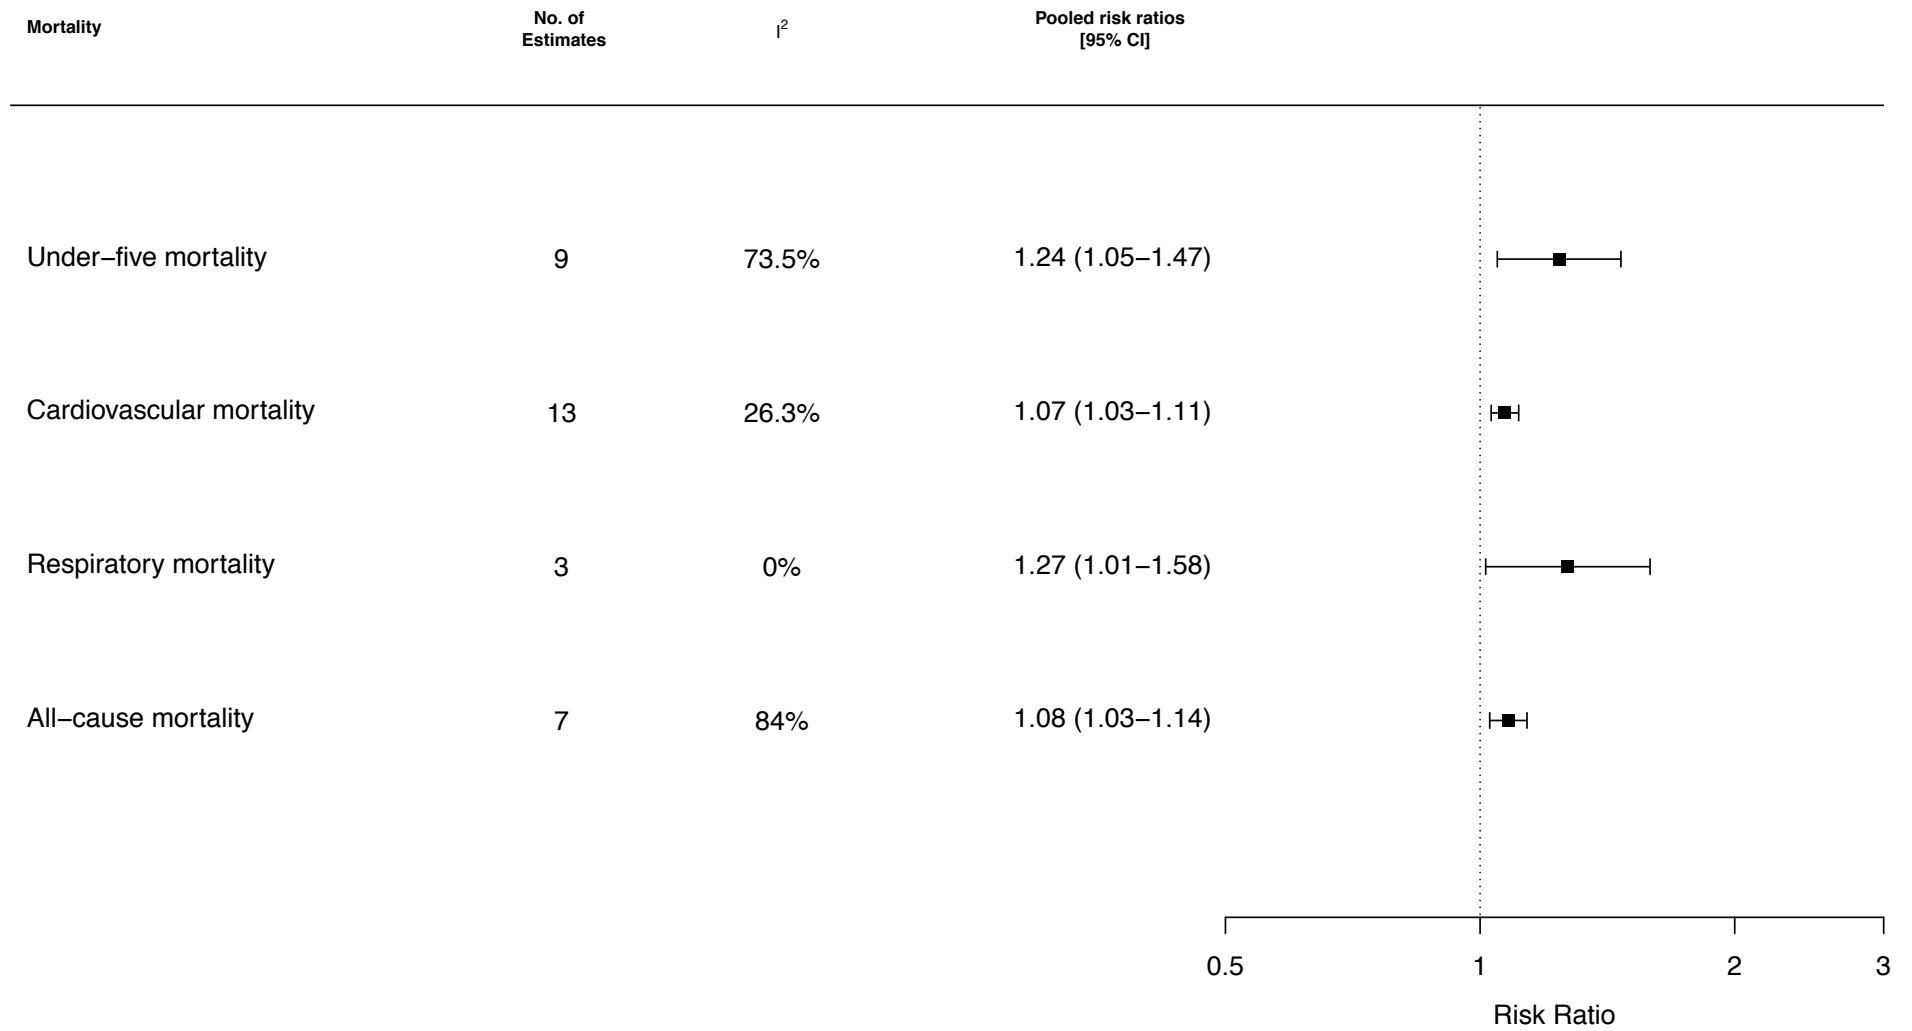 Mortality
No. of
Estimates
I²
Pooled risk ratios
[95% CI]
Under−five mortality 9 73.5% 1.24 (1.05−1.47)
Cardiovascular mortality 13 26.3% 1.07 (1.03−1.11)
Respiratory mortality 3 0% 1.27 (1.01−1.58)
All−cause mortality 7 84% 1.08 (1.03−1.14)
0.5 1 2 3
Risk Ratio